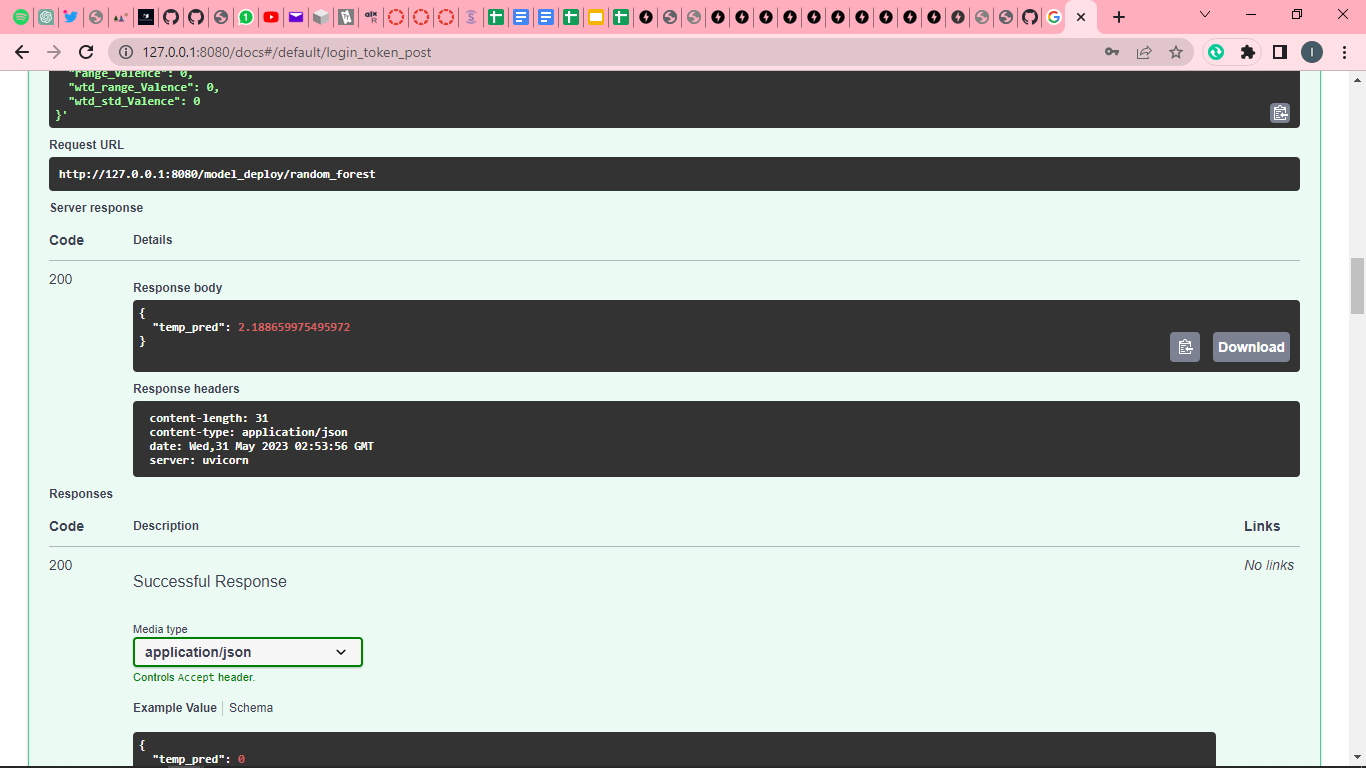 127.0.0.1:8080/docs#/default/login_token_post
"range_Valence": 0,
"wtd_range_Valence": 0,
"wtd_std_Valence": 0
}'
Request URL
http://127.0.0.1:8080/model_deploy/random_forest
Server response
Code Details
200
Response body
{
"temp_pred": 2.188659975495972
}
Download
Response headers
content-length: 31
content-type: application/json
date: Wed,31 May 2023 02:53:56 GMT
server: uvicorn
Responses
Code Description Links
200 No links
Successful Response
Media type
application/json
Controls Accept header.
Example Value Schema
{
"temp_pred": 0